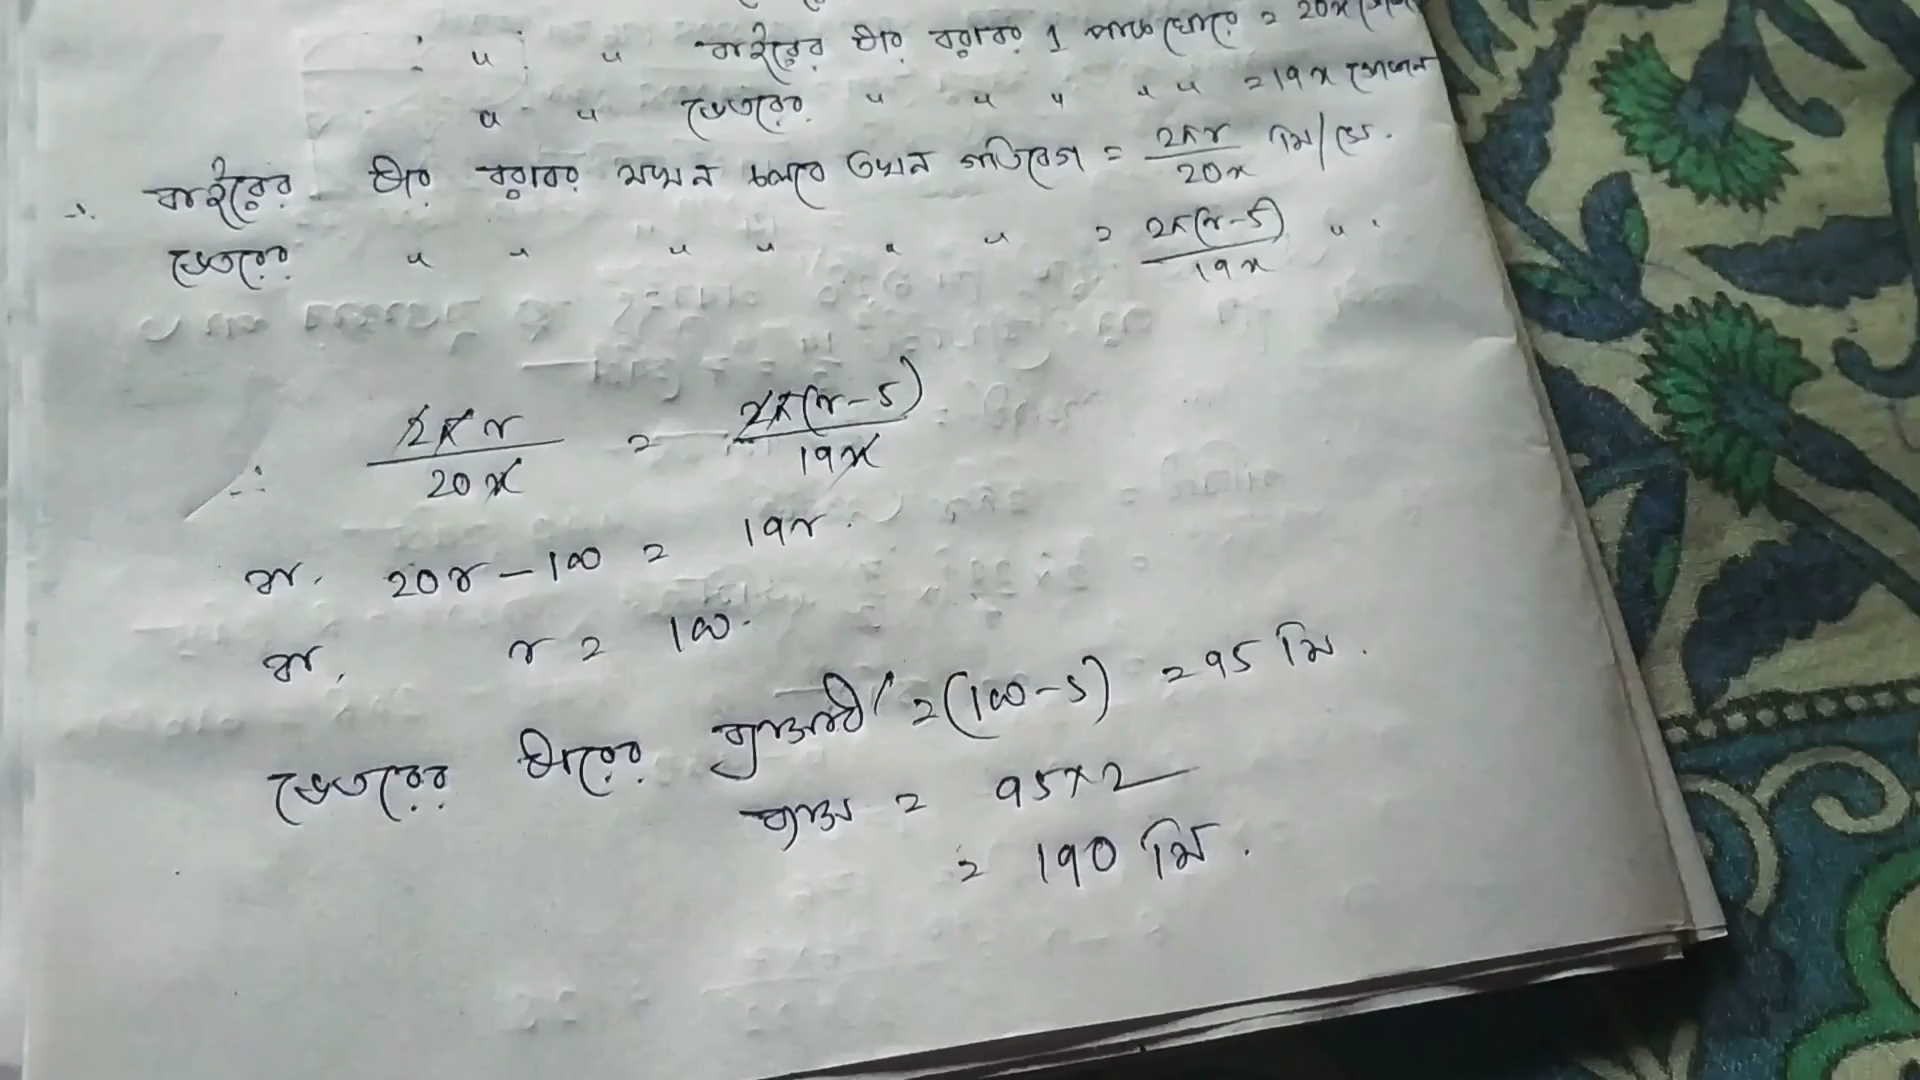 " " বাইরের ধার বরাবর 1 পাক ঘোরে = 20x
" " ভেতরের " " " " " = 19x সেকেন্ড
∴ বাইরের ধার বরাবর যখন চলবে তখন গতিবেগ = 2πr/20x মি/সে.
ভেতরের " " " " " " = 2π(r-5)/19x " "
∴ 2πr/20x = 2π(r-5)/19x
বা, 20r - 100 = 19r.
বা, r = 100.
ভেতরের ধারের ব্যাসার্ধ = (100-5) = 95 মি.
ব্যাস = 95×2
= 190 মি.